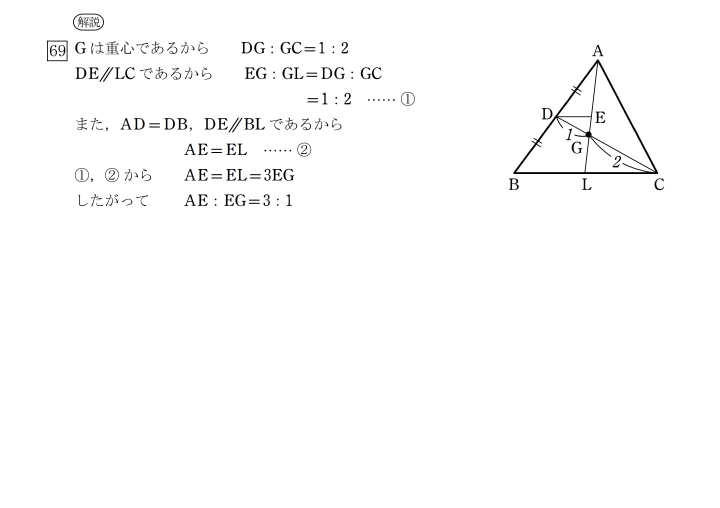 解説
69 Gは重心であるから DG：GC＝1：2
DE⫽LCであるから EG：GL＝DG：GC
＝1：2 …… ①
また，AD＝DB，DE⫽BLであるから
AE＝EL …… ②
①，②から AE＝EL＝3EG
したがって AE：EG＝3：1
A
D
E
1
G
2
B
L
C